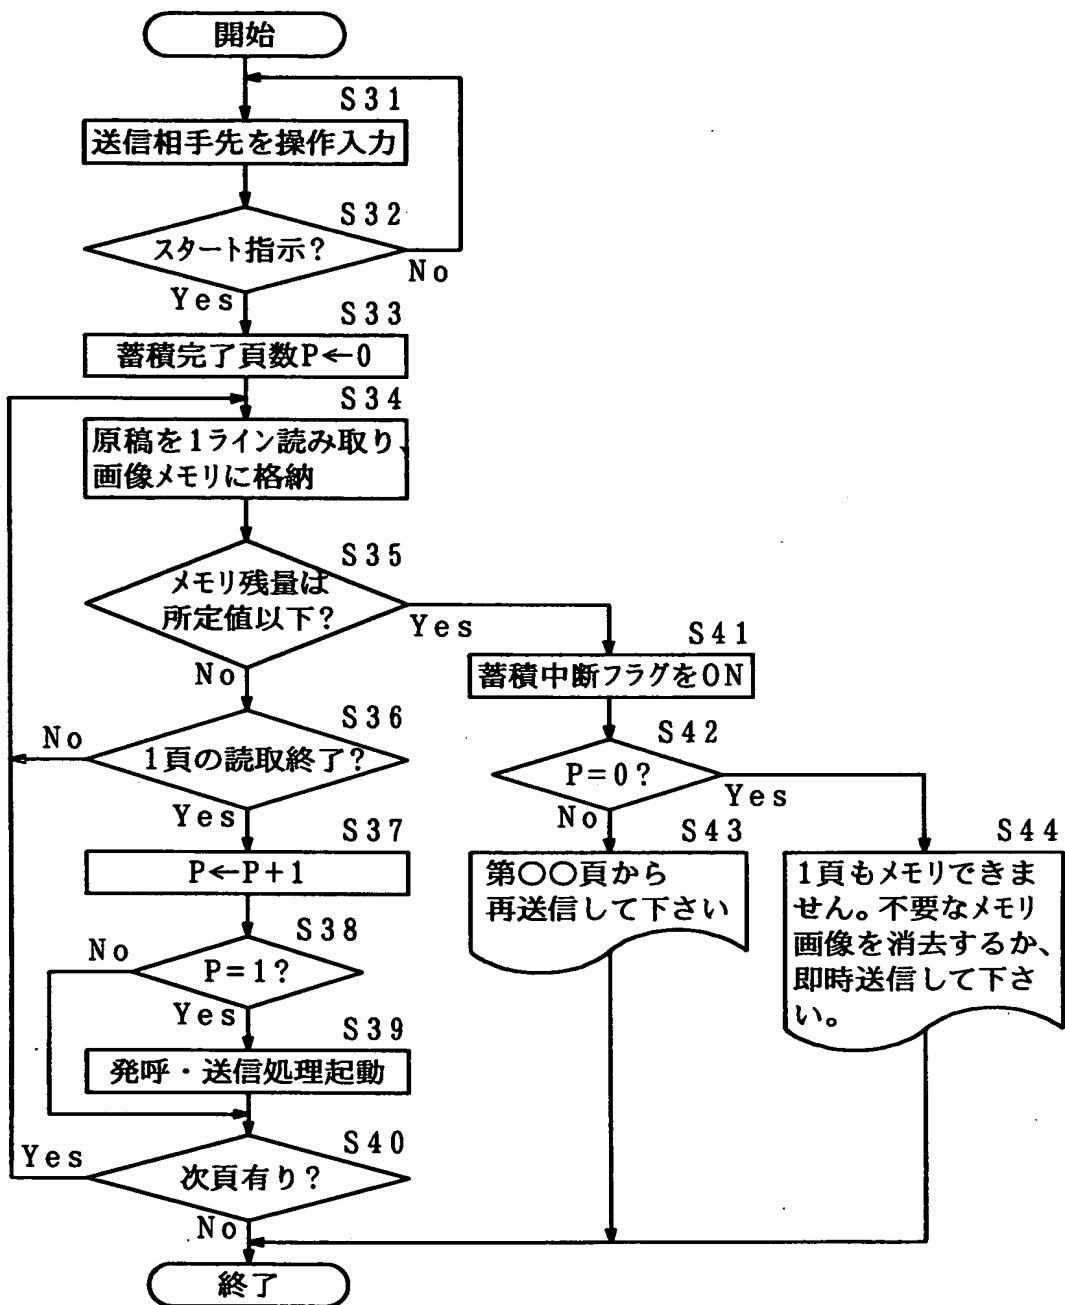 開始
S31
送信相手先を操作入力
S32
スタート指示?
No
Yes
S33
蓄積完了頁数P←0
S34
原稿を1ライン読み取り、
画像メモリに格納
S35
メモリ残量は
所定値以下?
Yes
No
S41
蓄積中断フラグをON
S36
1頁の読取終了?
No
Yes
S42
P=0?
Yes
No
S37
P←P+1
S43
第〇〇頁から
再送信して下さい
S44
1頁もメモリできま
せん。不要なメモリ
画像を消去するか、
即時送信して下さ
い。
S38
P=1?
No
Yes
S39
発呼・送信処理起動
S40
次頁有り?
Yes
No
終了